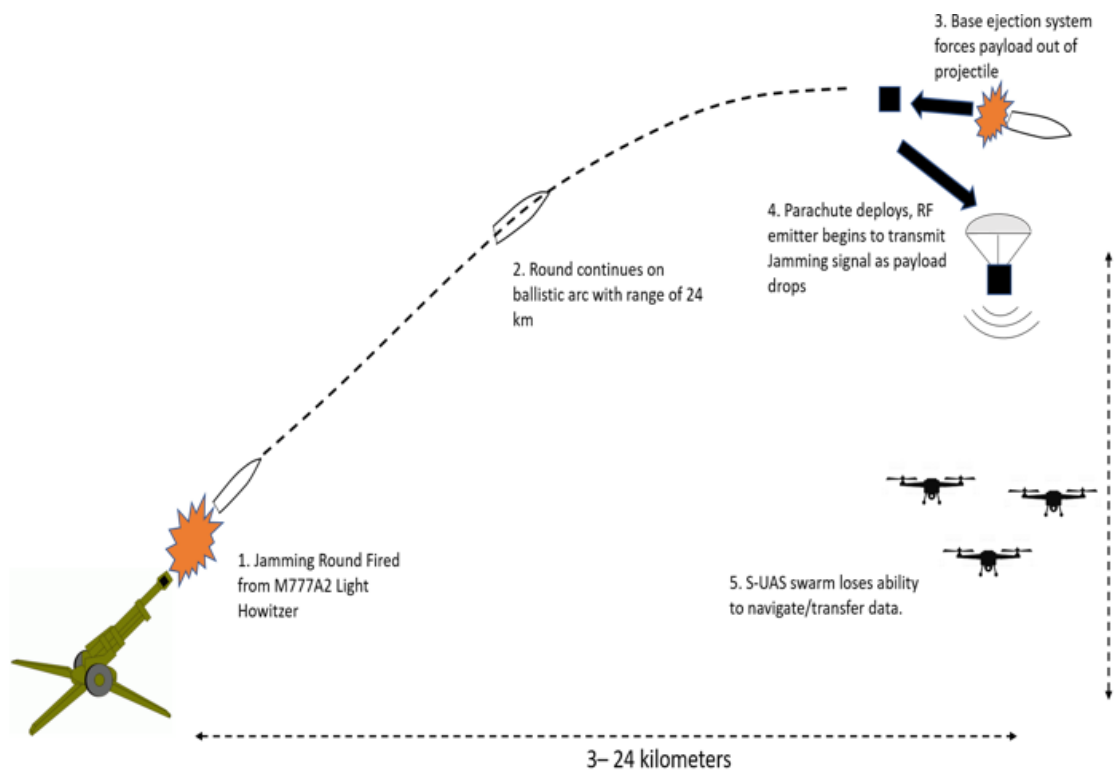 3. Base ejection system
forces payload out of
projectile
4. Parachute deploys, RF
emitter begins to transmit
Jamming signal as payload
drops
2. Round continues on
ballistic arc with range of 24
km
1. Jamming Round Fired
from M777A2 Light
Howitzer
5. S-UAS swarm loses ability
to navigate/transfer data.
3– 24 kilometers